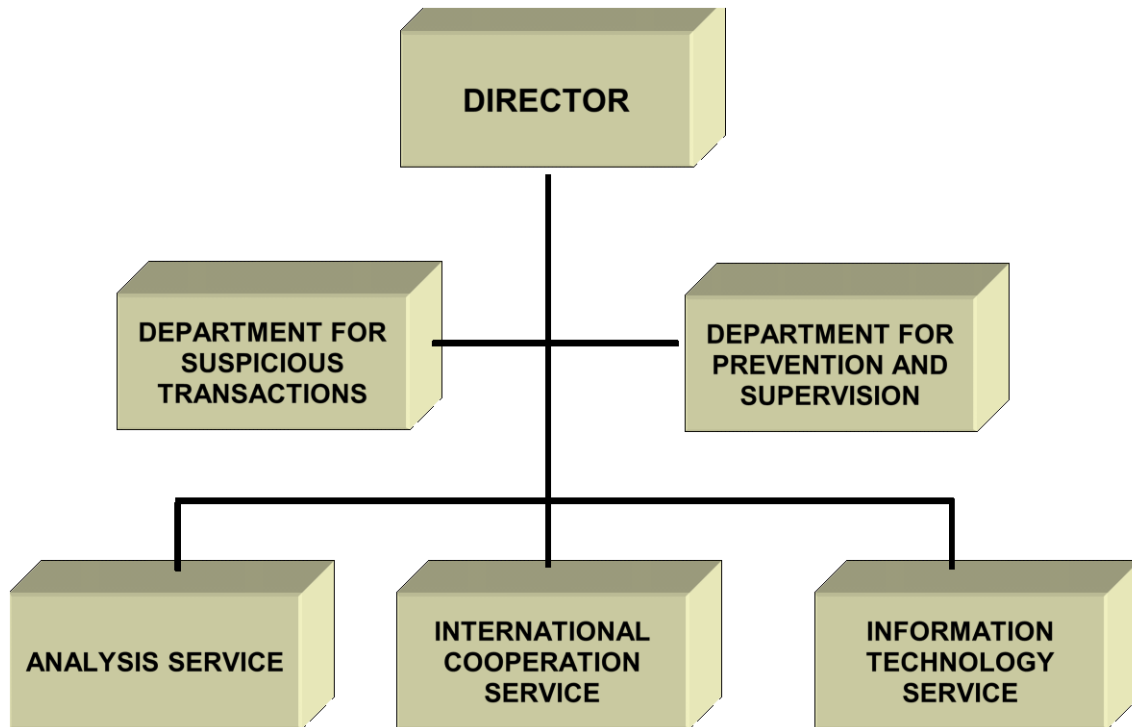 DIRECTOR
DEPARTMENT FOR
SUSPICIOUS
TRANSACTIONS
DEPARTMENT FOR
PREVENTION AND
SUPERVISION
ANALYSIS SERVICE
INTERNATIONAL
COOPERATION
SERVICE
INFORMATION
TECHNOLOGY
SERVICE